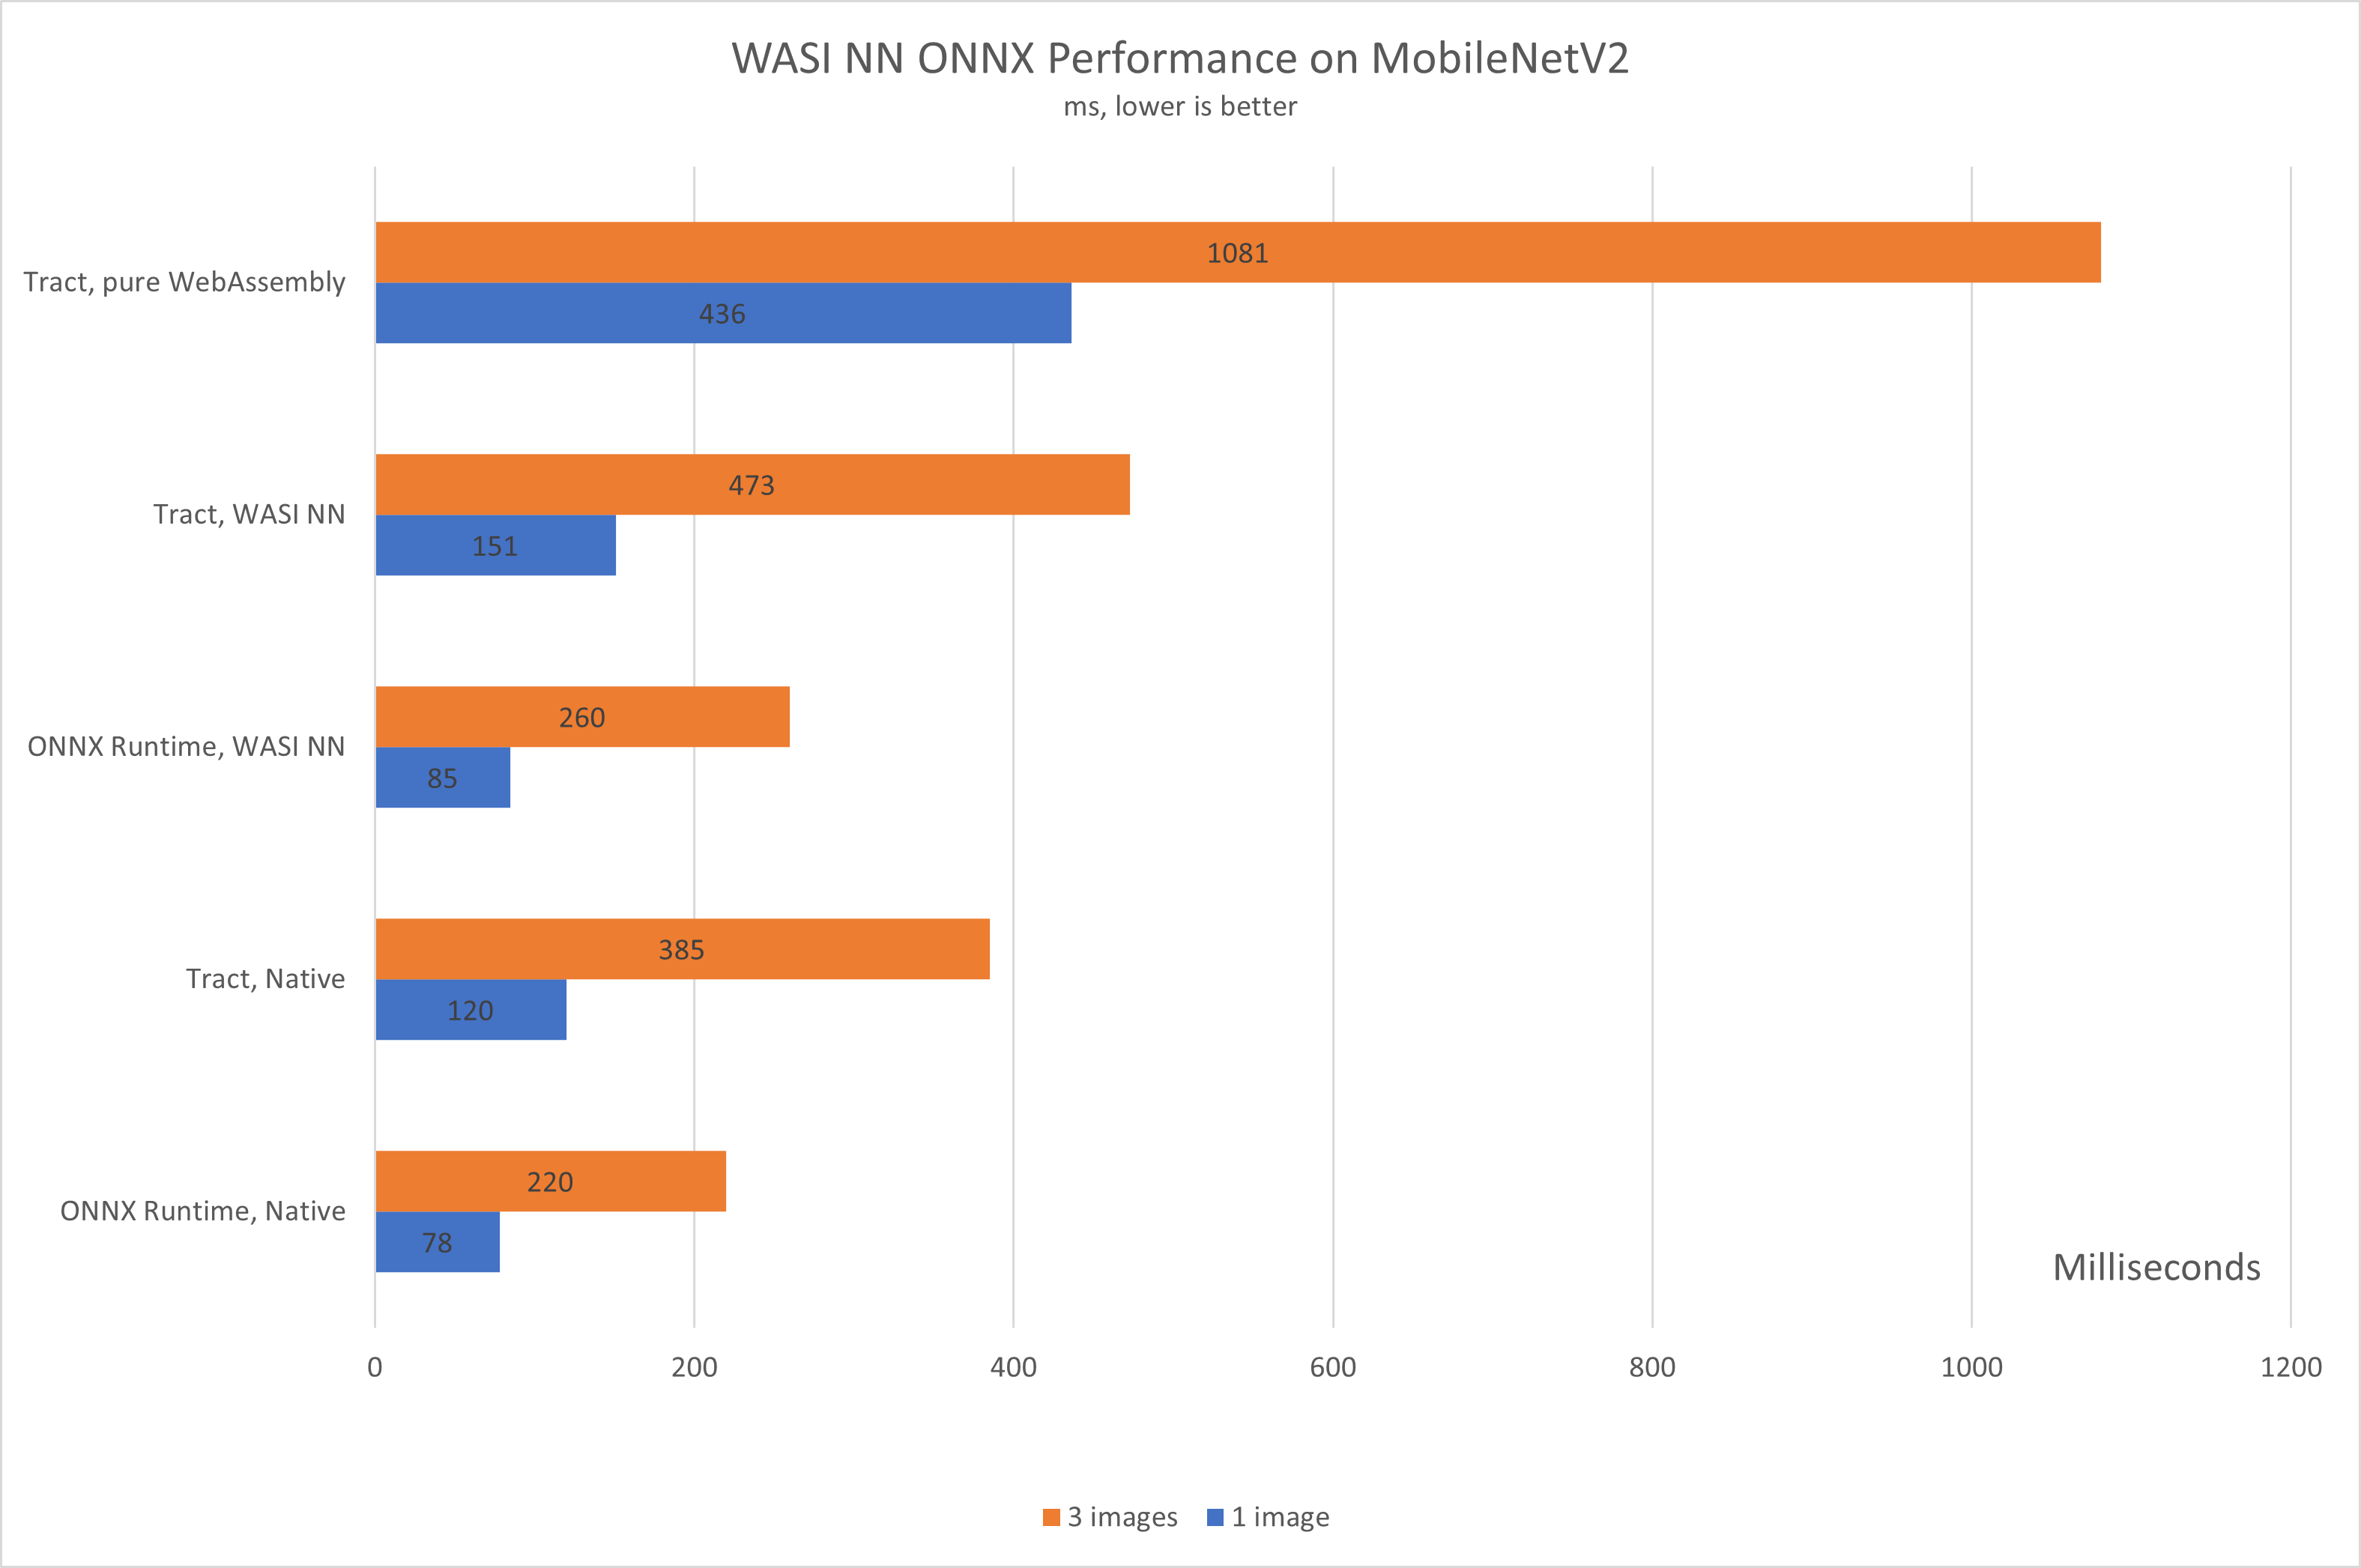 WASI NN ONNX Performance on MobileNetV2
ms, lower is better
Tract, pure WebAssembly
1081
436
Tract, WASI NN
473
151
ONNX Runtime, WASI NN
260
85
Tract, Native
385
120
ONNX Runtime, Native
220
78
Milliseconds
0 200 400 600 800 1000 1200
3 images 1 image